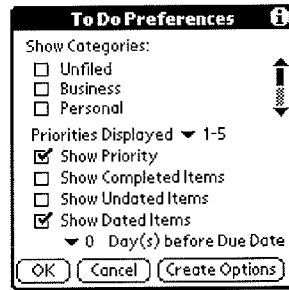 To Do Preferences i
Show Categories:
Unfiled
Business
Personal
Priorities Displayed 1-5
Show Priority
Show Completed Items
Show Undated Items
Show Dated Items
0 Day(s) before Due Date
OK Cancel Create Options